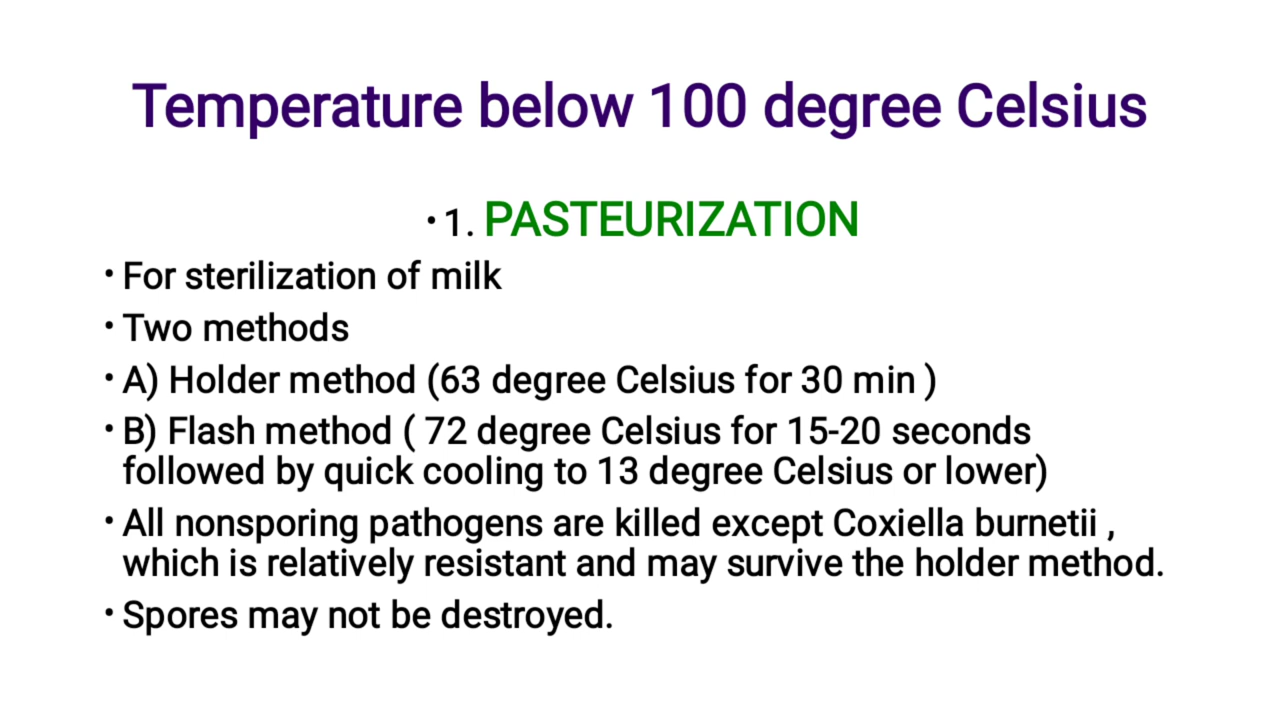 Temperature below 100 degree Celsius
• 1. PASTEURIZATION
• For sterilization of milk
• Two methods
• A) Holder method (63 degree Celsius for 30 min )
• B) Flash method ( 72 degree Celsius for 15-20 seconds
followed by quick cooling to 13 degree Celsius or lower)
• All nonsporing pathogens are killed except Coxiella burnetii ,
which is relatively resistant and may survive the holder method.
• Spores may not be destroyed.